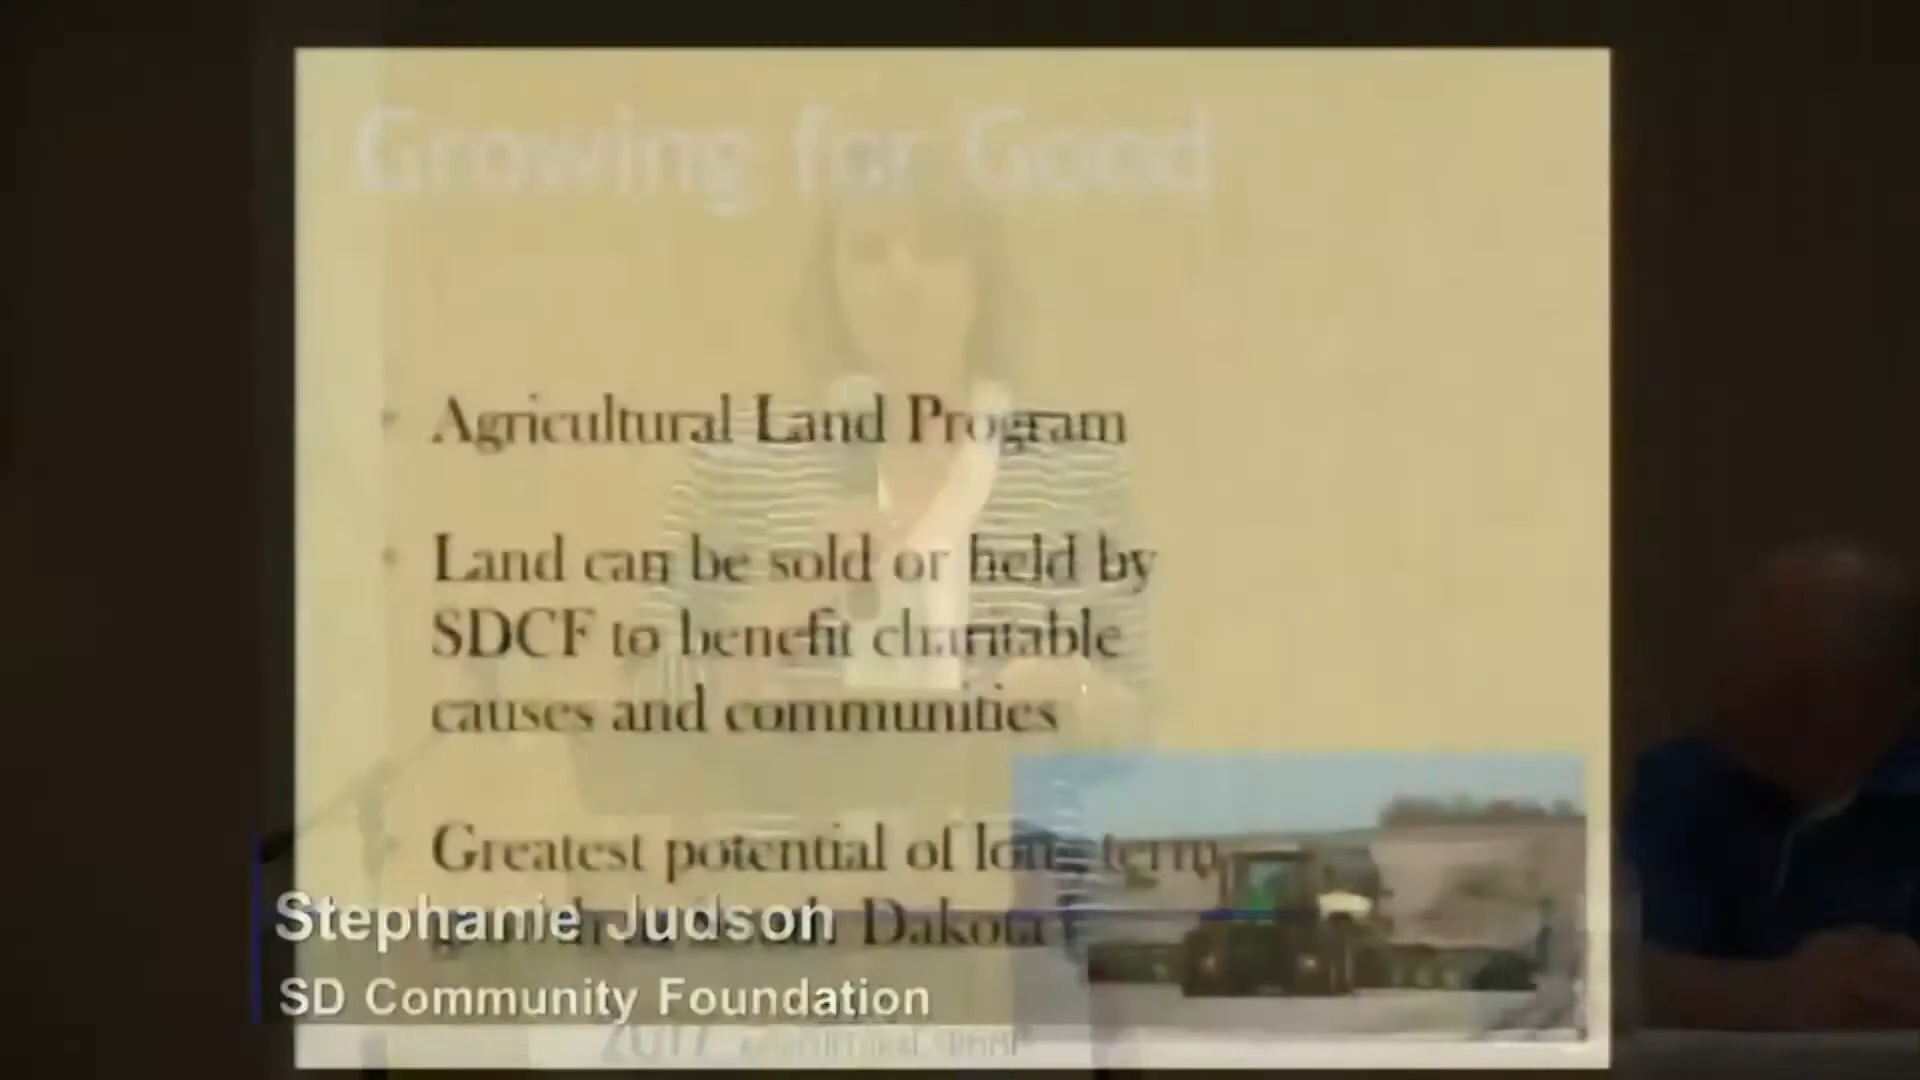 Growing for Good
• Agricultural Land Program
• Land can be sold or held by
SDCF to benefit charitable
causes and communities
• Greatest potential of long term
Dakota
Stephanie Judson
SD Community Foundation
2017